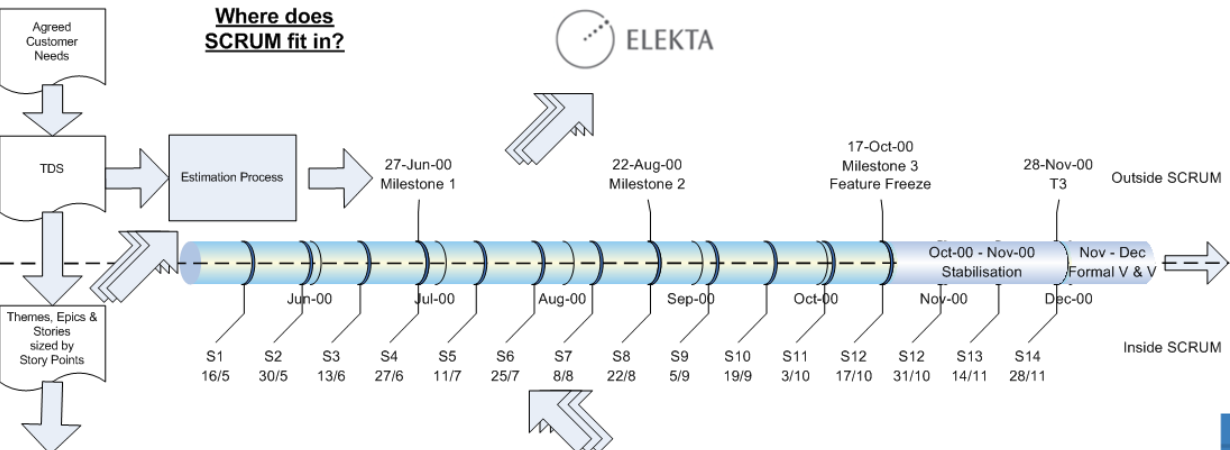 Agreed
Customer
Needs
Where does
SCRUM fit in?
ELEKTA
TDS
Estimation Process
27-Jun-00
Milestone 1
22-Aug-00
Milestone 2
17-Oct-00
Milestone 3
Feature Freeze
28-Nov-00
T3
Outside SCRUM
Oct-00 - Nov-00
Stabilisation
Nov - Dec
Formal V & V
Jun-00
Jul-00
Aug-00
Sep-00
Oct-00
Nov-00
Dec-00
Themes, Epics &
Stories
sized by
Story Points
S1
16/5
S2
30/5
S3
13/6
S4
27/6
S5
11/7
S6
25/7
S7
8/8
S8
22/8
S9
5/9
S10
19/9
S11
3/10
S12
17/10
S12
31/10
S13
14/11
S14
28/11
Inside SCRUM